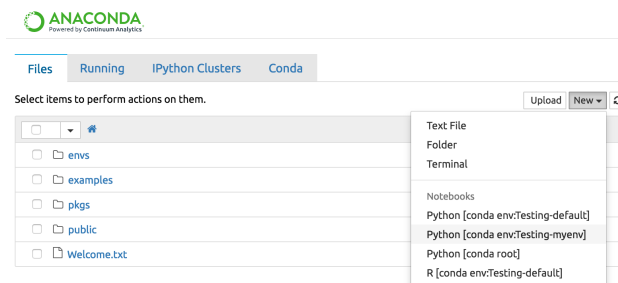 ANACONDA
Powered by Continuum Analytics
Files Running IPython Clusters Conda
Select items to perform actions on them.
Upload New
envs
examples
pkgs
public
Welcome.txt
Text File
Folder
Terminal
Notebooks
Python [conda env:Testing-default]
Python [conda env:Testing-myenv]
Python [conda root]
R [conda env:Testing-default]